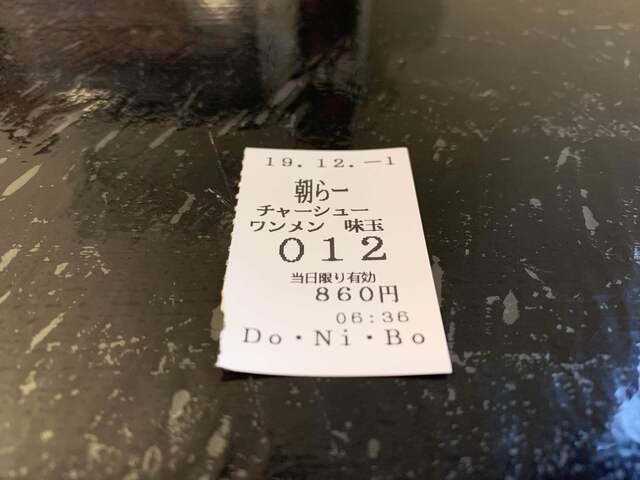 19.12.-1
朝らー
チャーシュー
ワンメン 味玉
012
当日限り有効
860円
06:36
Do・Ni・Bo